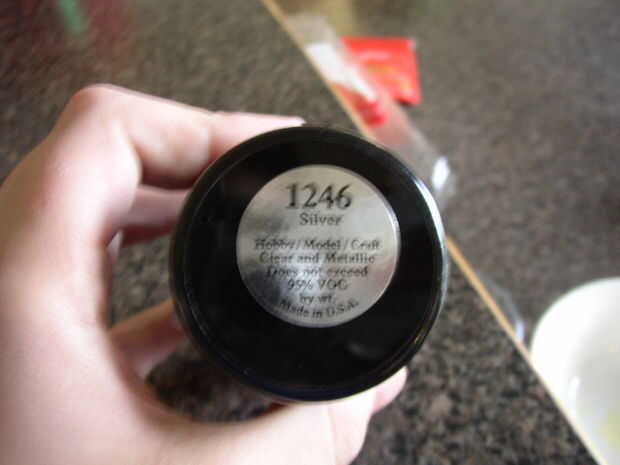 1246
Silver
Hobby/Model/Craft
Clear and Metallic
Does not exceed
95% VOC
by wt.
Made in U.S.A.